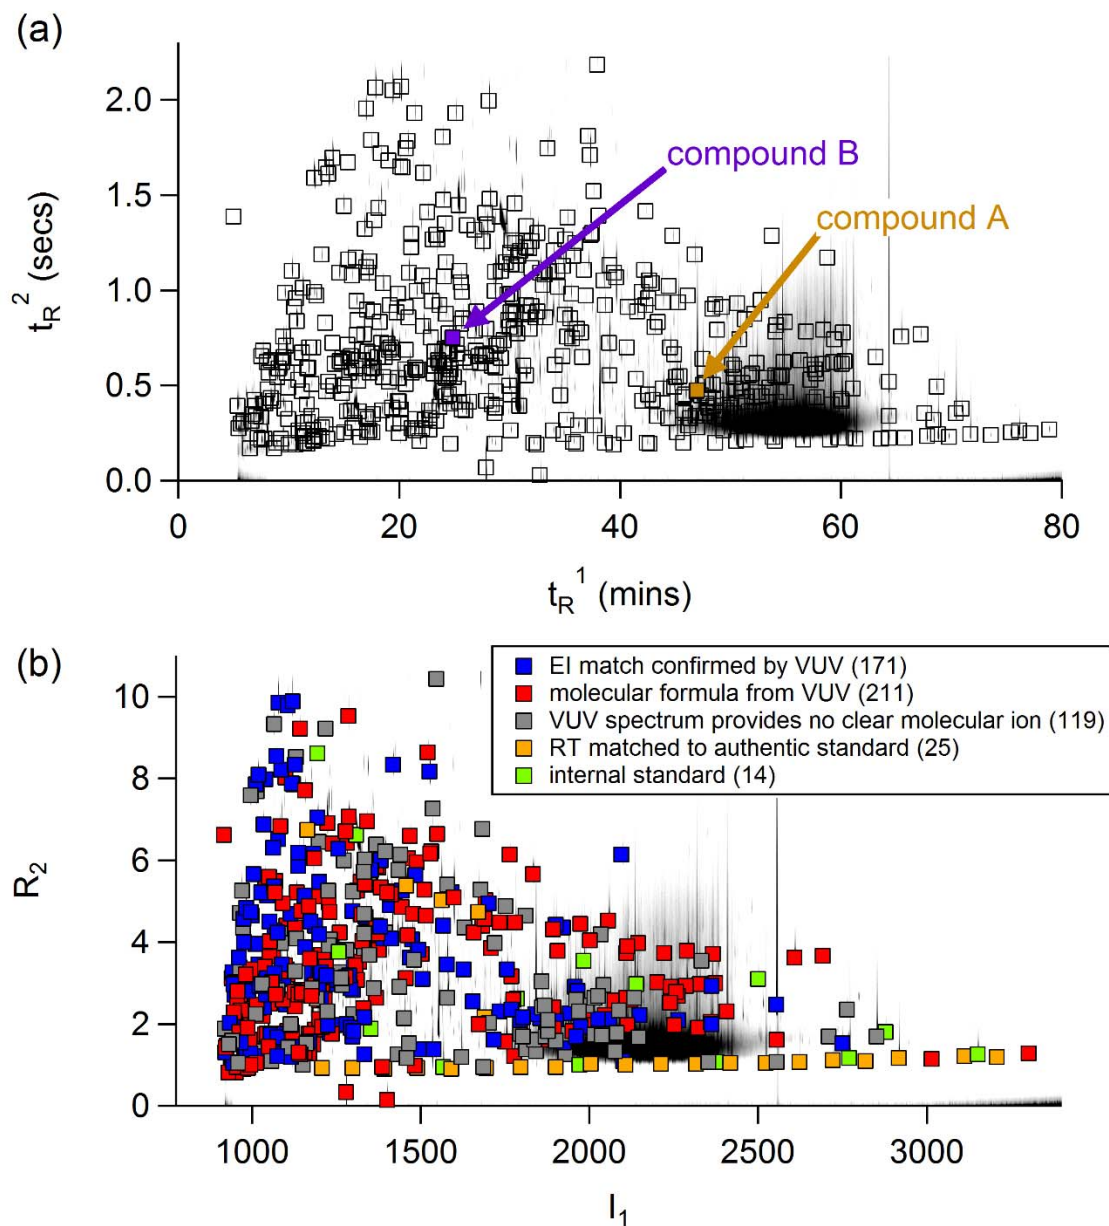 (a)
2.0
1.5
1.0
0.5
0.0
t_R^2 (secs)
compound B
compound A
0
20
40
60
80
t_R^1 (mins)
(b)
EI match confirmed by VUV (171)
molecular formula from VUV (211)
VUV spectrum provides no clear molecular ion (119)
RT matched to authentic standard (25)
internal standard (14)
10
8
6
4
2
0
R_2
1000
1500
2000
2500
3000
I_1